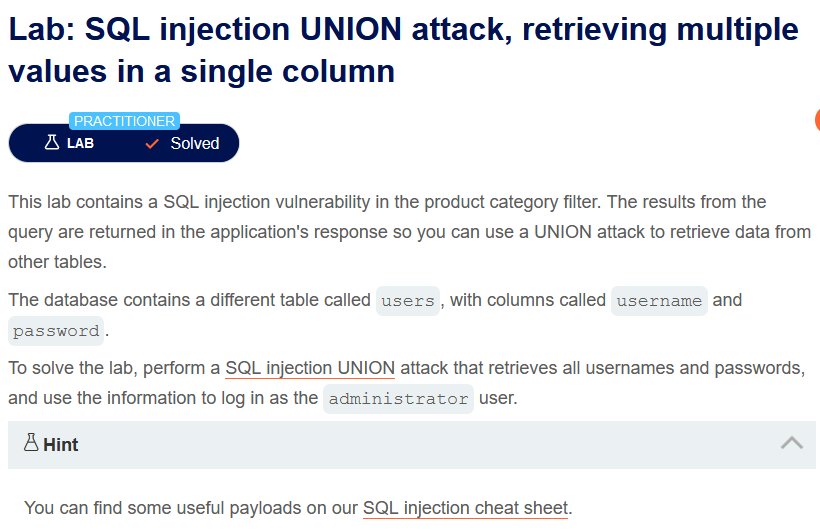 Lab: SQL injection UNION attack, retrieving multiple
values in a single column
PRACTITIONER
LAB Solved
This lab contains a SQL injection vulnerability in the product category filter. The results from the
query are returned in the application's response so you can use a UNION attack to retrieve data from
other tables.
The database contains a different table called users, with columns called username and
password.
To solve the lab, perform a SQL injection UNION attack that retrieves all usernames and passwords,
and use the information to log in as the administrator user.
Hint
You can find some useful payloads on our SQL injection cheat sheet.